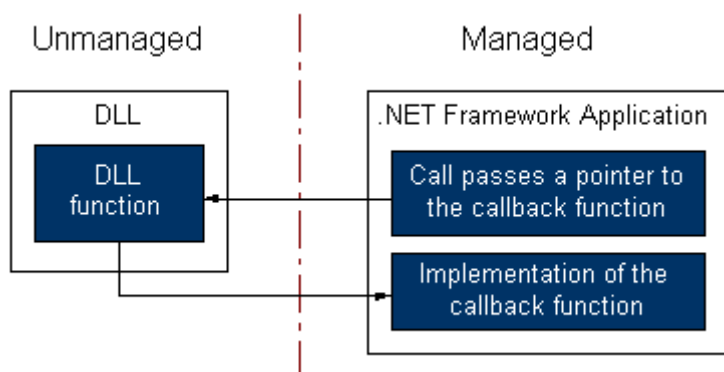 Unmanaged
Managed
DLL
DLL
function
.NET Framework Application
Call passes a pointer to
the callback function
Implementation of the
callback function